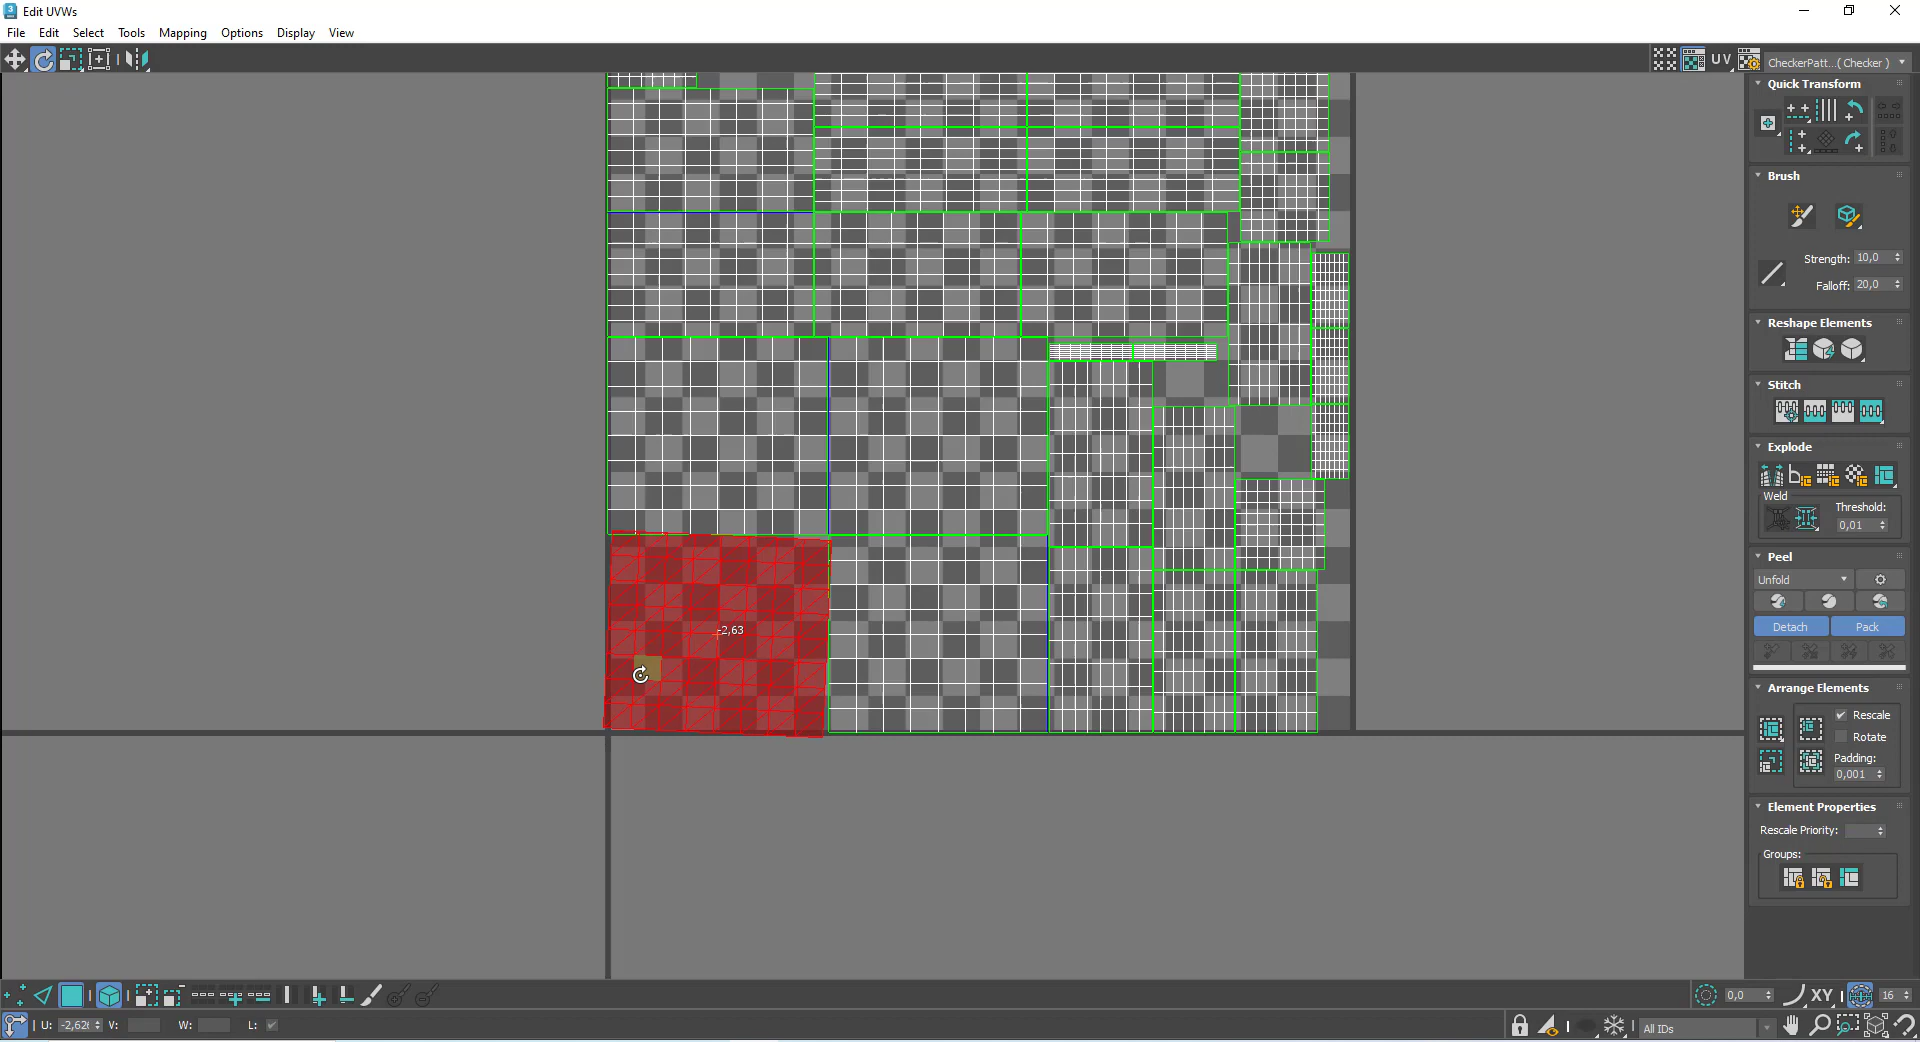 Edit UVWs
File Edit Select Tools Mapping Options Display View
UV CheckerPatt...( Checker )
Quick Transform
Brush
Strength: 10,0
Falloff: 20,0
Reshape Elements
Stitch
Explode
Weld
Threshold:
0,01
Peel
Unfold
Detach Pack
-2,63
Arrange Elements
Rescale
Rotate
Padding:
0,001
Element Properties
Rescale Priority:
Groups:
0,0 XY 16
U: -2,62 V: W: L: All IDs